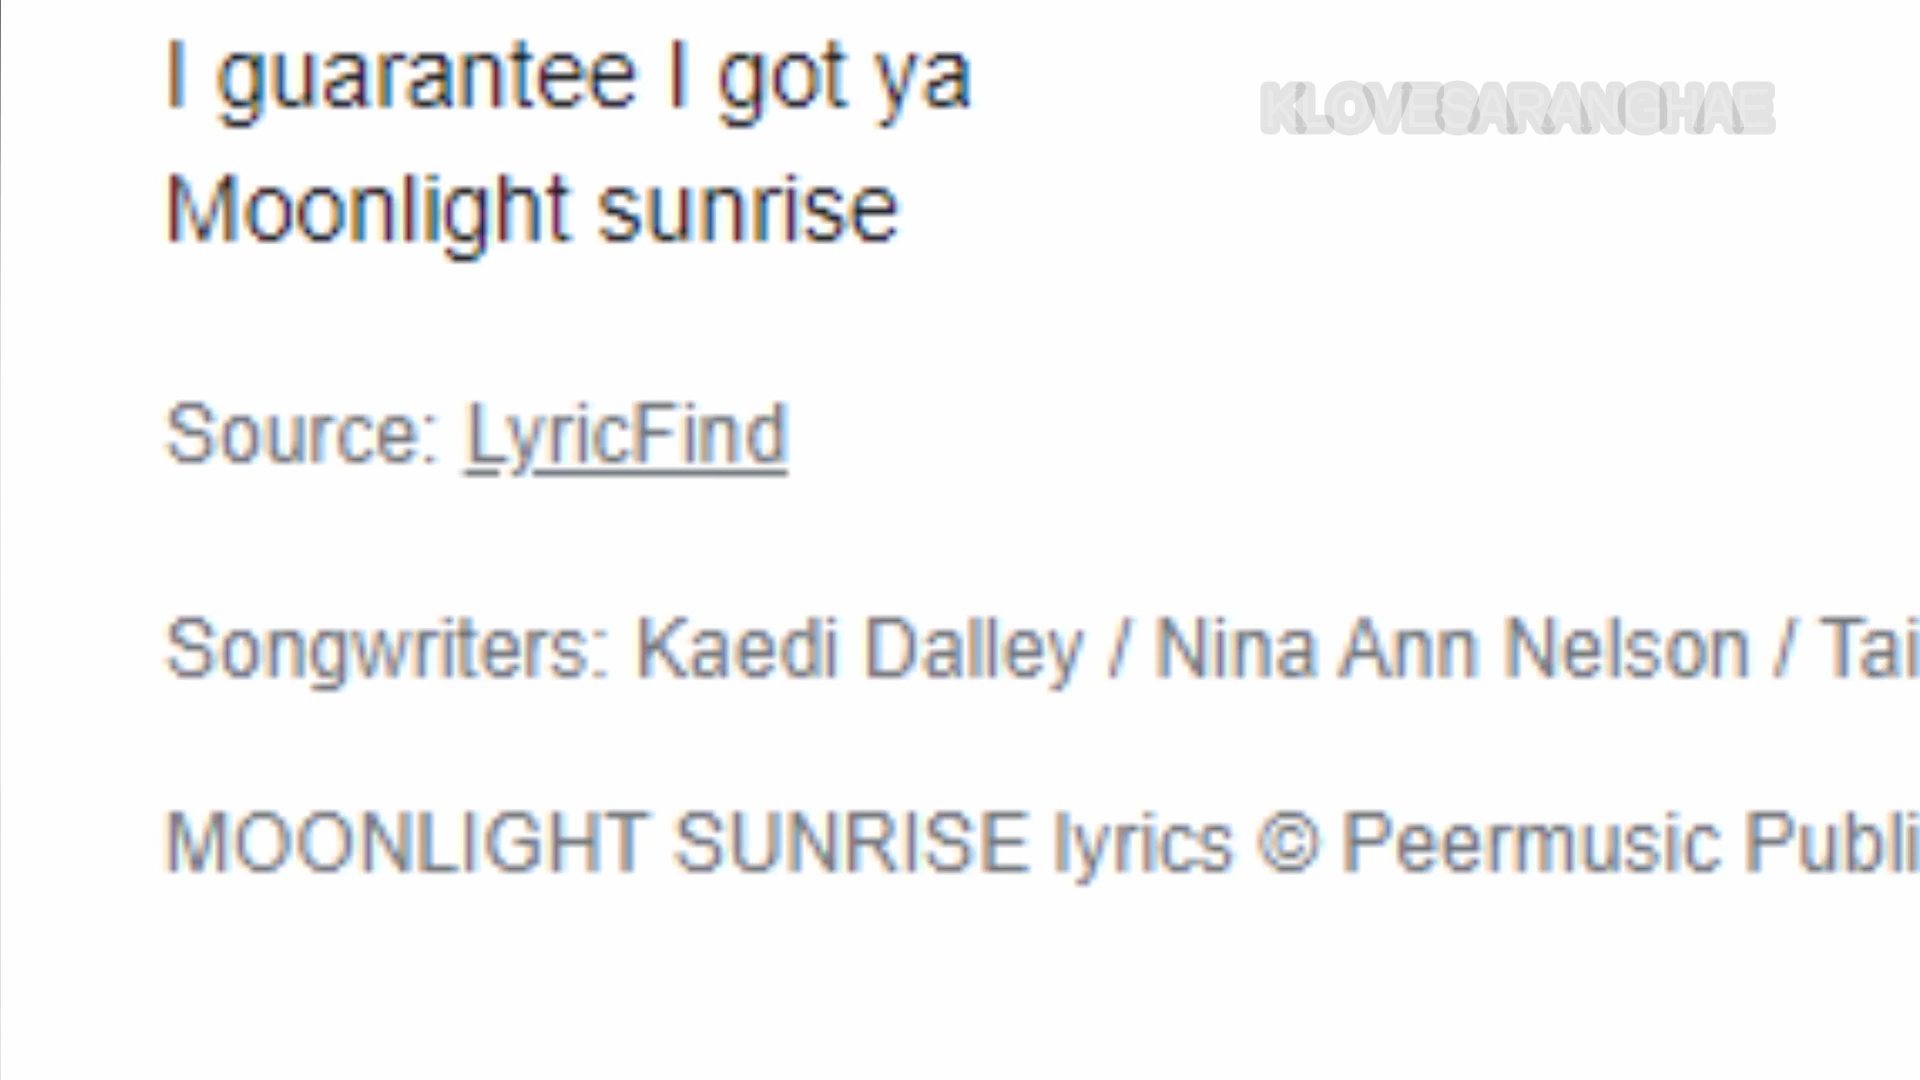 I guarantee I got ya
KLOVESARANGHAE
Moonlight sunrise
Source: LyricFind
Songwriters: Kaedi Dalley / Nina Ann Nelson / Tai
MOONLIGHT SUNRISE lyrics © Peermusic Publi